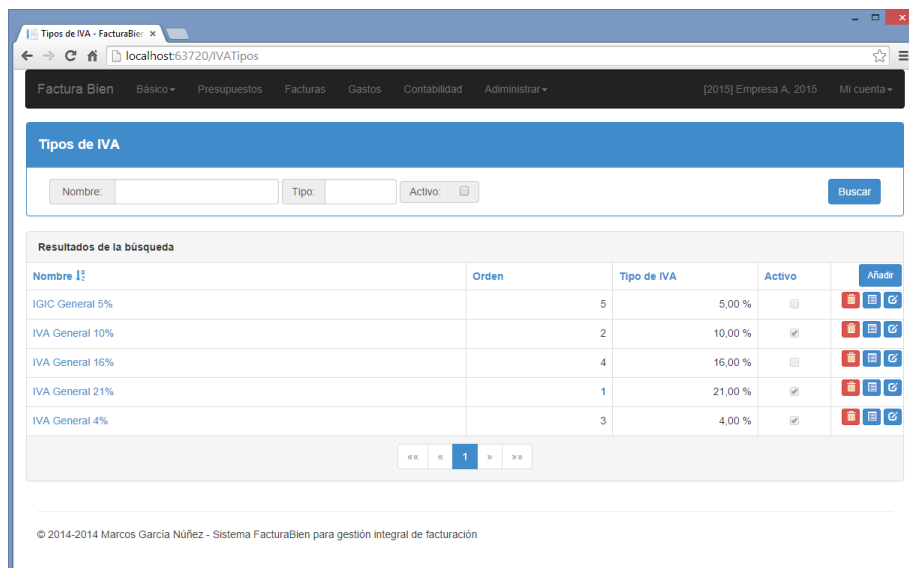 Tipos de IVA - FacturaBien
localhost:63720/IVATipos
Factura Bien Básico Presupuestos Facturas Gastos Contabilidad Administrar [2015] Empresa A, 2015 Mi cuenta
Tipos de IVA
Nombre: Tipo: Activo: Buscar
Resultados de la búsqueda
Nombre Orden Tipo de IVA Activo Añadir
IGIC General 5% 5 5,00 %
IVA General 10% 2 10,00 %
IVA General 16% 4 16,00 %
IVA General 21% 1 21,00 %
IVA General 4% 3 4,00 %
«« « 1 » »»
© 2014-2014 Marcos García Núñez - Sistema FacturaBien para gestión integral de facturación